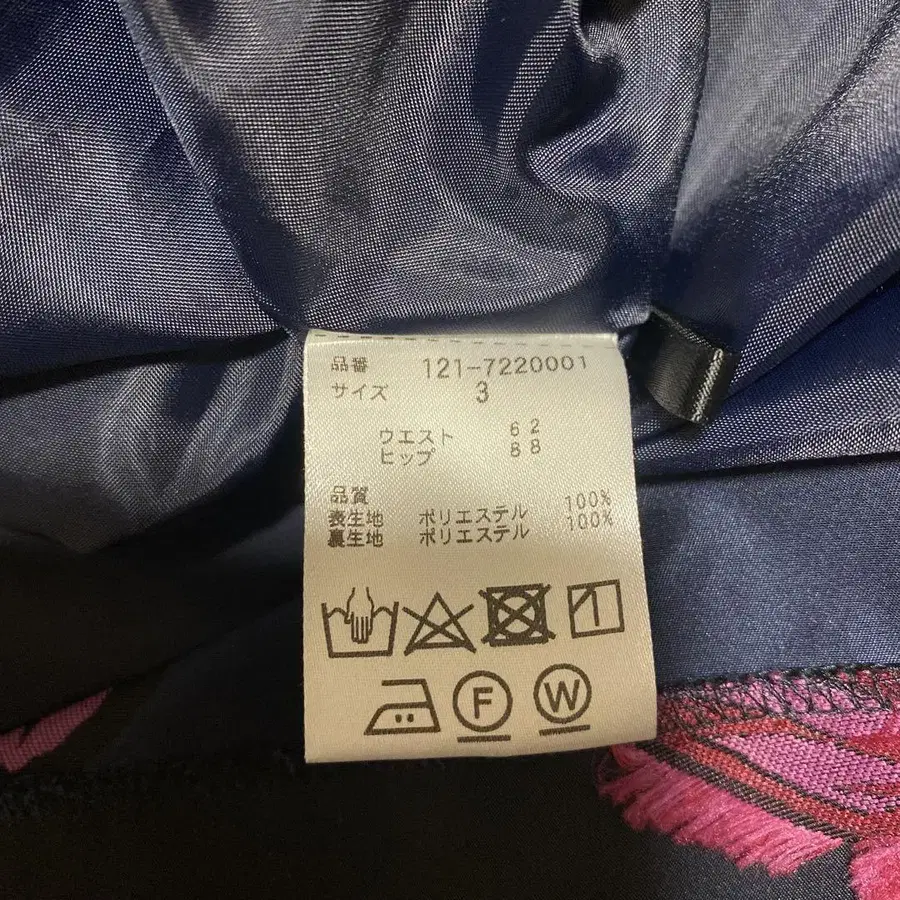 品番 121-7220001
サイズ 3
ウエスト 62
ヒップ 88
品質
表生地 ポリエステル 100%
裏生地 ポリエステル 100%
F W